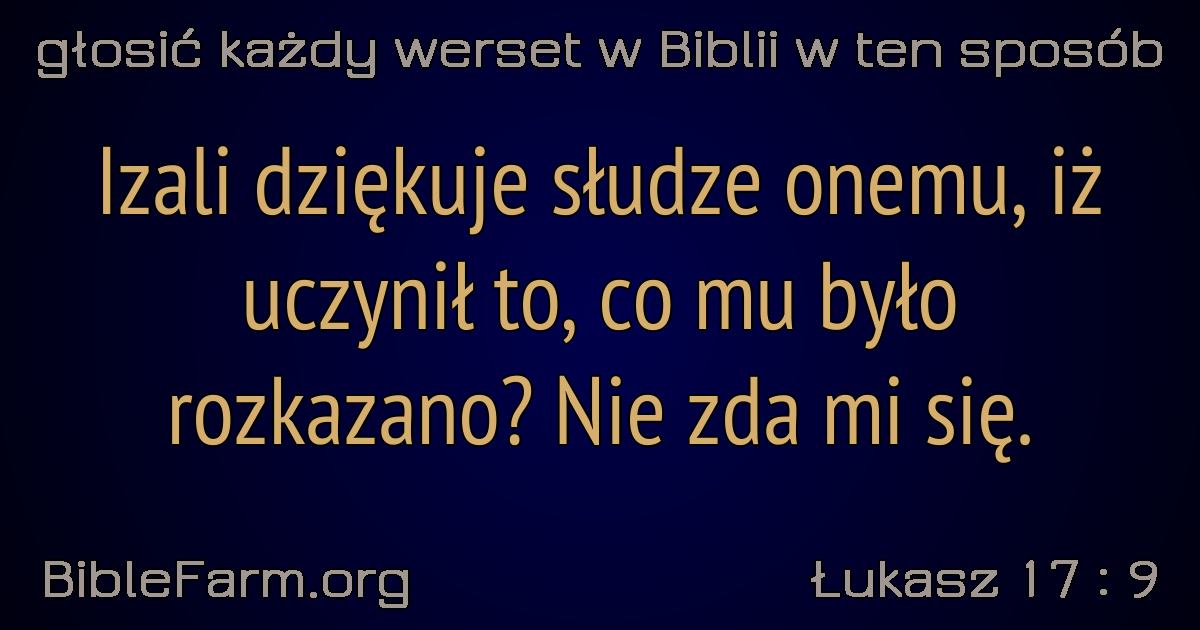 głosić każdy werset w Biblii w ten sposób
Izali dziękuje słudze onemu, iż
uczynił to, co mu było
rozkazano? Nie zda mi się.
BibleFarm.org
Łukasz 17 : 9